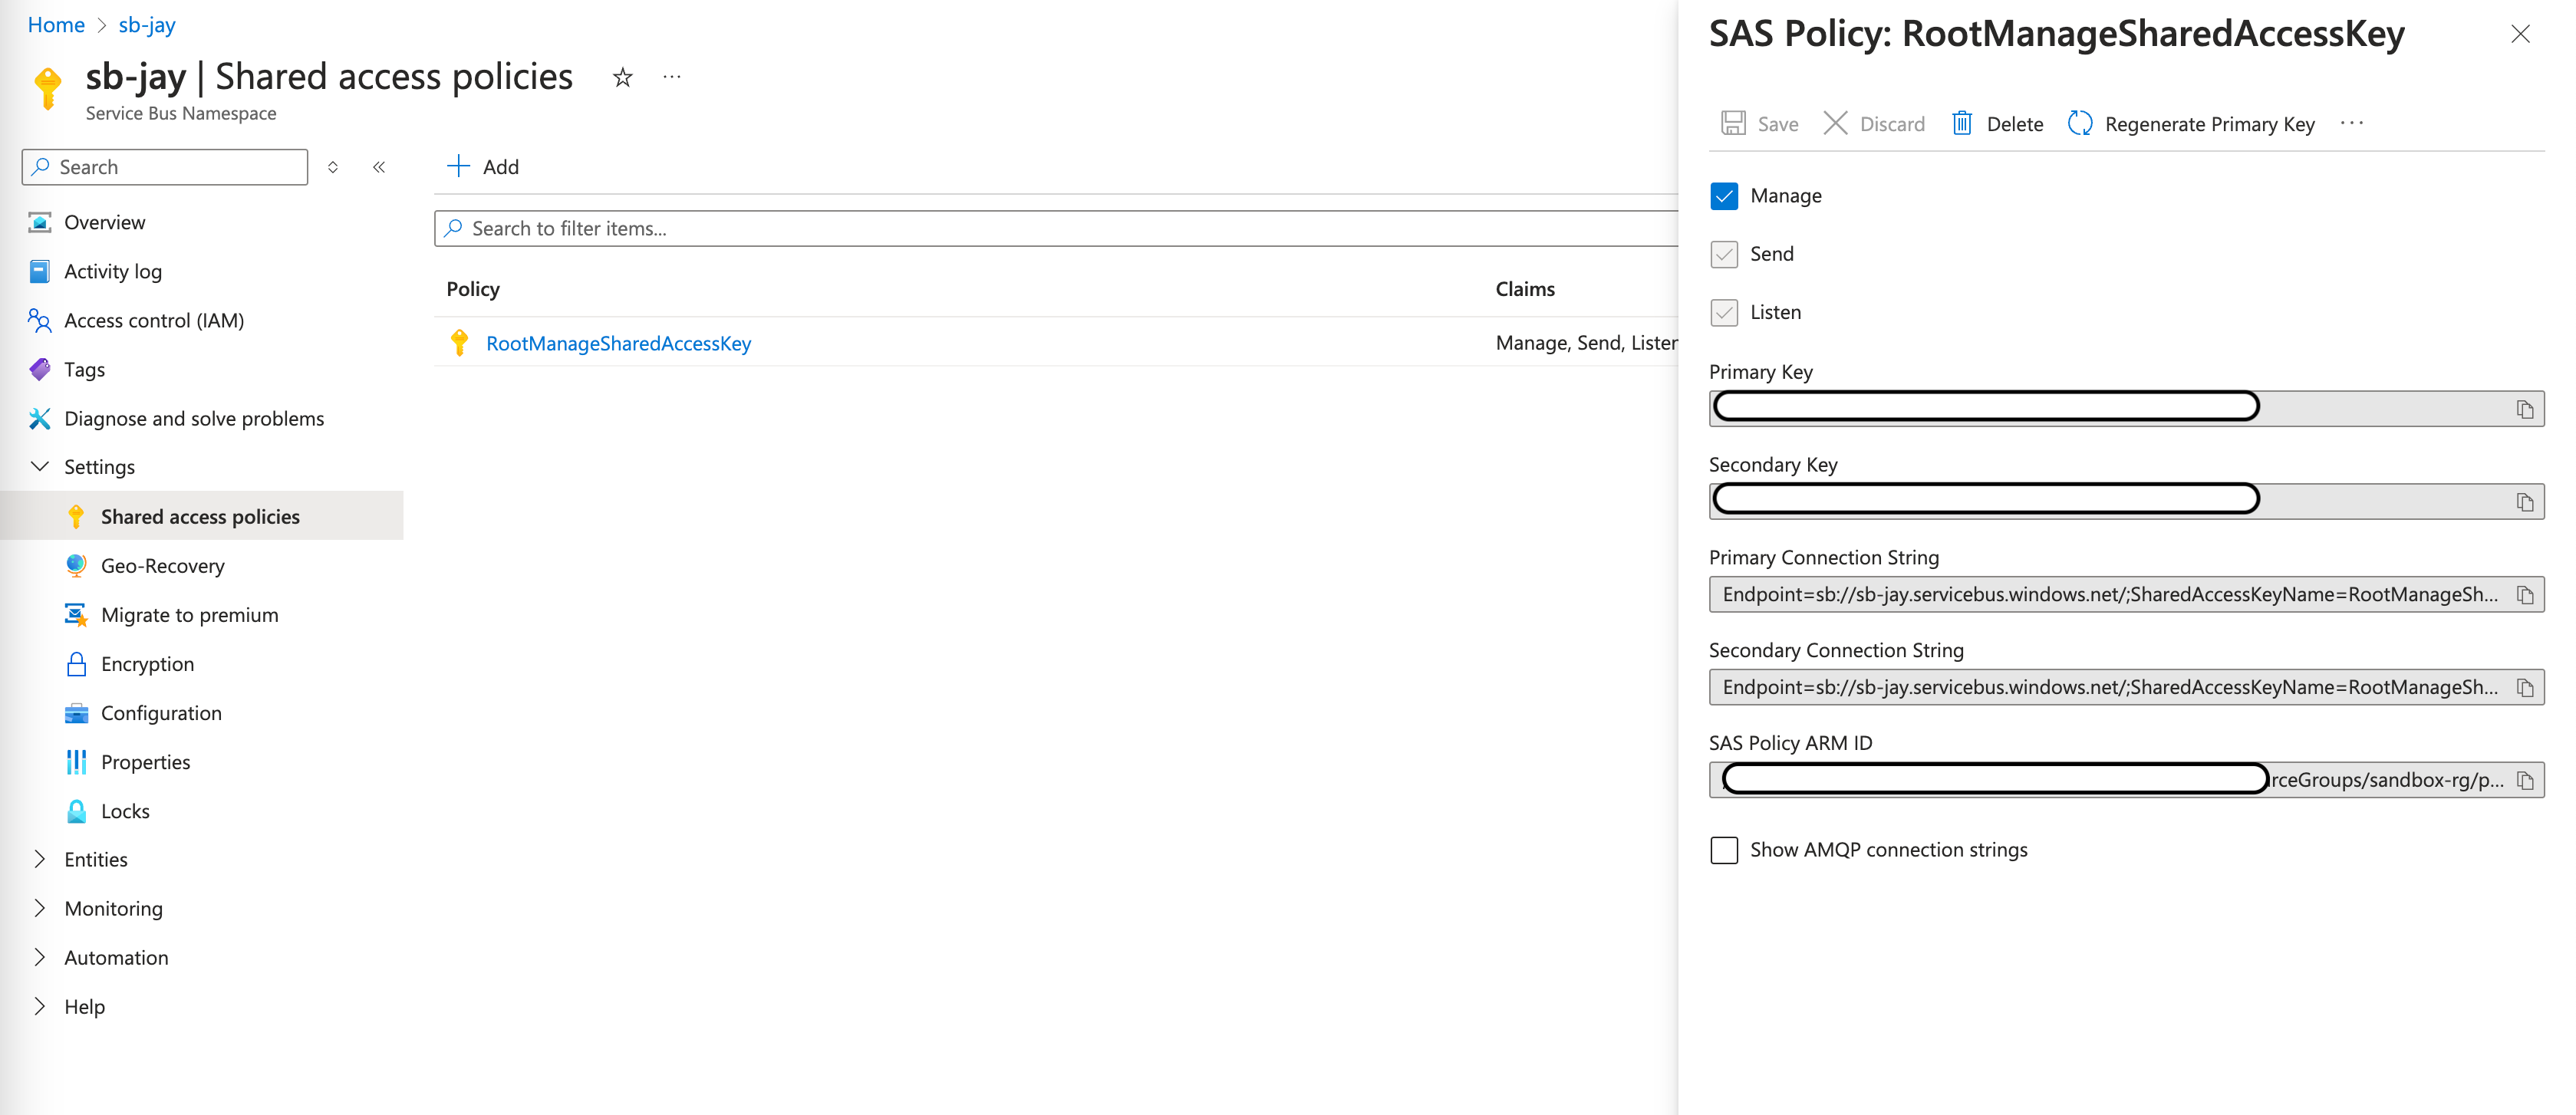 Home > sb-jay
sb-jay | Shared access policies
Service Bus Namespace
Search
Overview
Activity log
Access control (IAM)
Tags
Diagnose and solve problems
Settings
Shared access policies
Geo-Recovery
Migrate to premium
Encryption
Configuration
Properties
Locks
Entities
Monitoring
Automation
Help
Add
Search to filter items...
Policy Claims
RootManageSharedAccessKey Manage, Send, Listen
SAS Policy: RootManageSharedAccessKey
Save Discard Delete Regenerate Primary Key ...
Manage
Send
Listen
Primary Key
Secondary Key
Primary Connection String
Endpoint=sb://sb-jay.servicebus.windows.net/;SharedAccessKeyName=RootManageSh...
Secondary Connection String
Endpoint=sb://sb-jay.servicebus.windows.net/;SharedAccessKeyName=RootManageSh...
SAS Policy ARM ID
rceGroups/sandbox-rg/p...
Show AMQP connection strings